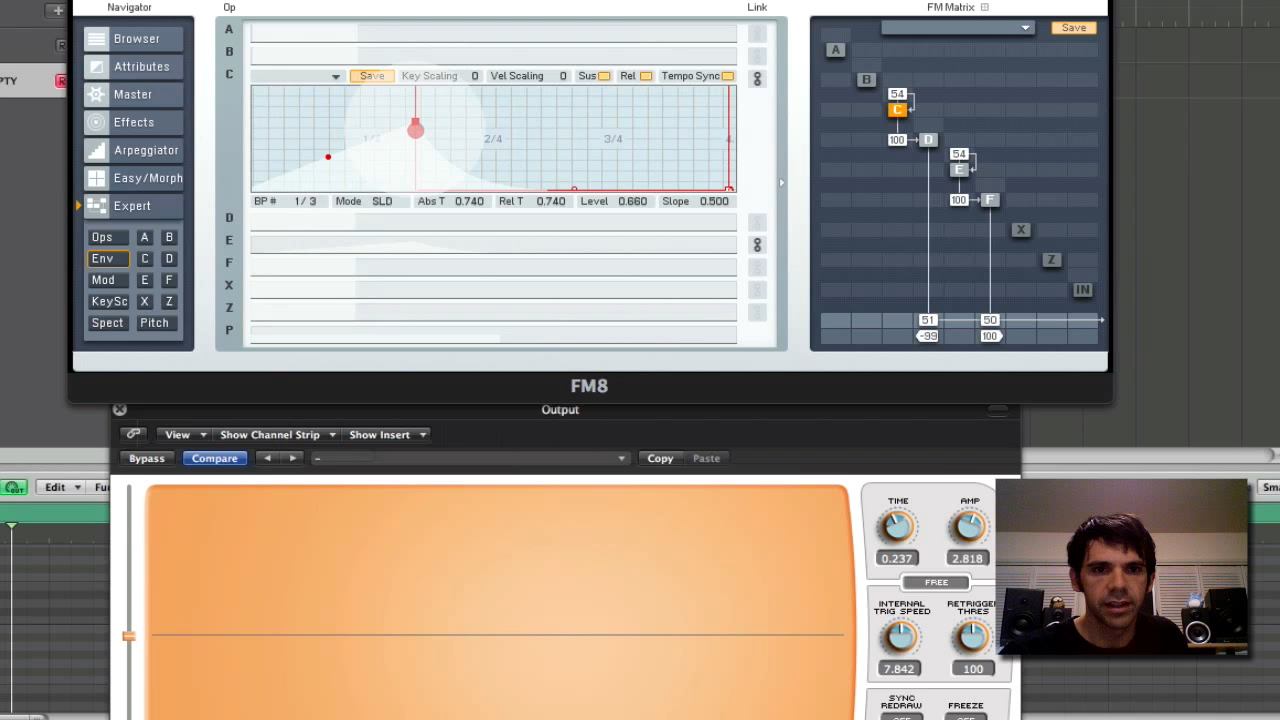 Navigator
Op
Link
FM Matrix
Browser
Attributes
Master
Effects
Arpeggiator
Easy/Morph
Expert
Ops A B
Env C D
Mod E F
KeySc X Z
Spect Pitch
A
B
C
Save Key Scaling 0 Vel Scaling 0 Sus Rel Tempo Sync
2/4 3/4 4.
BP # 1 / 3 Mode SLD Abs T 0.740 Rel T 0.740 Level 0.660 Slope 0.500
D
E
F
X
Z
P
Save
A
B
54
C
100 D
54
E
100 F
X
Z
IN
51 50
-99 100
PTY R
FM8
Output
View Show Channel Strip Show Insert
Bypass Compare Copy Paste
OUT Edit Fu
TIME AMP
0.237 2.818
FREE
INTERNAL TRIG SPEED
RETRIGGER THRES
7.842 100
SYNC REDRAW
FREEZE